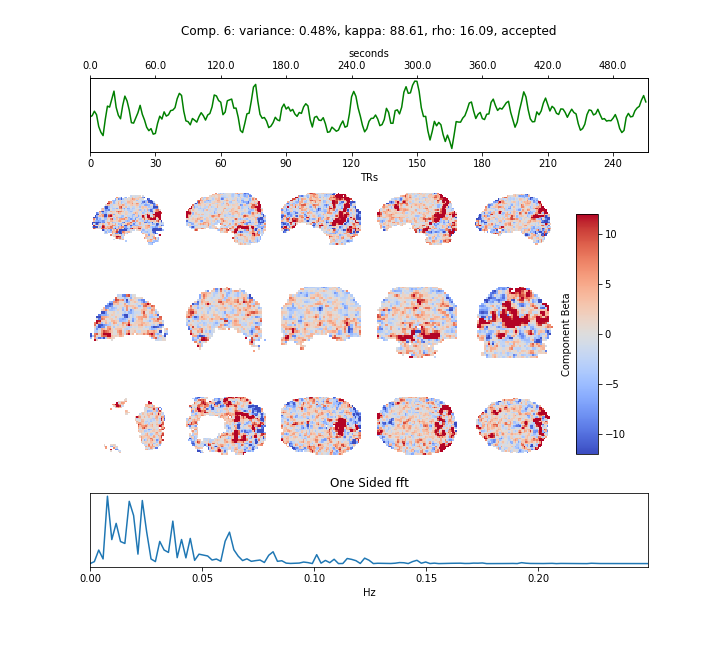 Comp. 6: variance: 0.48%, kappa: 88.61, rho: 16.09, accepted
seconds
0.0 60.0 120.0 180.0 240.0 300.0 360.0 420.0 480.0
0 30 60 90 120 150 180 210 240
TRs
10
5
0
−5
−10
Component Beta
One Sided fft
0.00 0.05 0.10 0.15 0.20
Hz